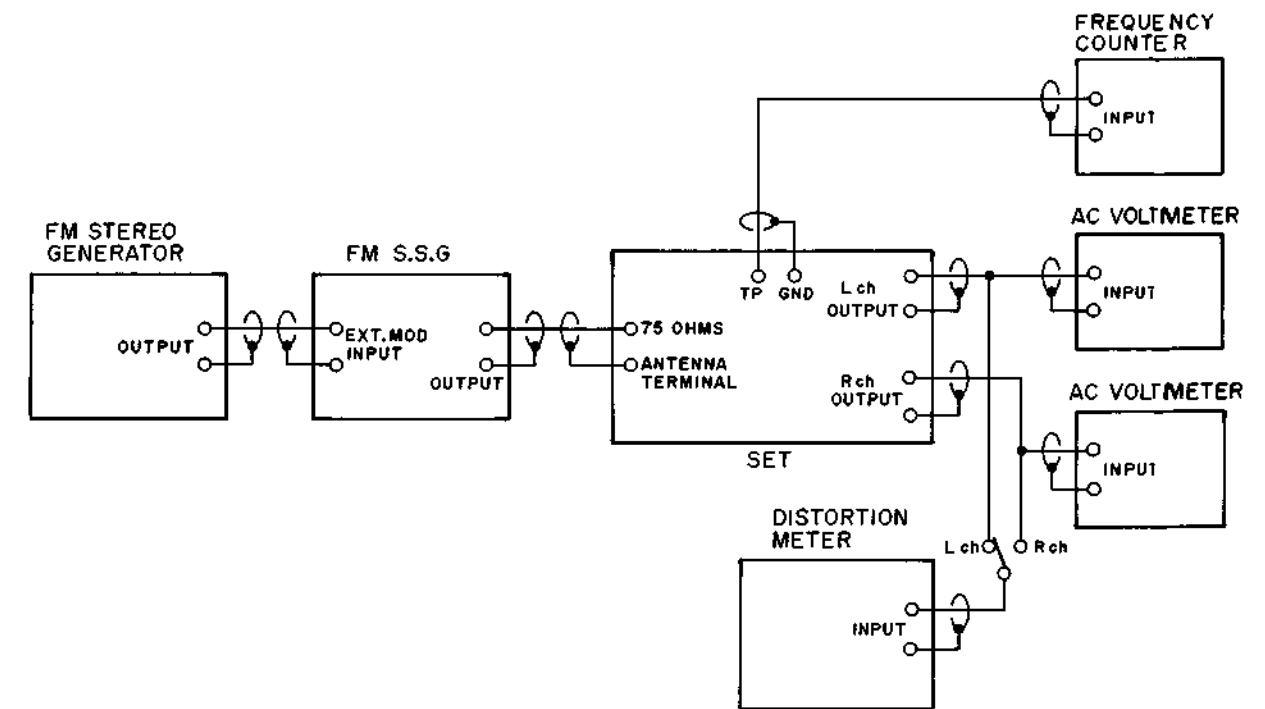 FREQUENCY
COUNTER
INPUT
FM STEREO
GENERATOR
OUTPUT
FM S.S.G
EXT.MOD
INPUT
OUTPUT
75 OHMS
ANTENNA
TERMINAL
TP GND
L ch
OUTPUT
R ch
OUTPUT
SET
AC VOLTMETER
INPUT
AC VOLTMETER
INPUT
L ch R ch
DISTORTION
METER
INPUT